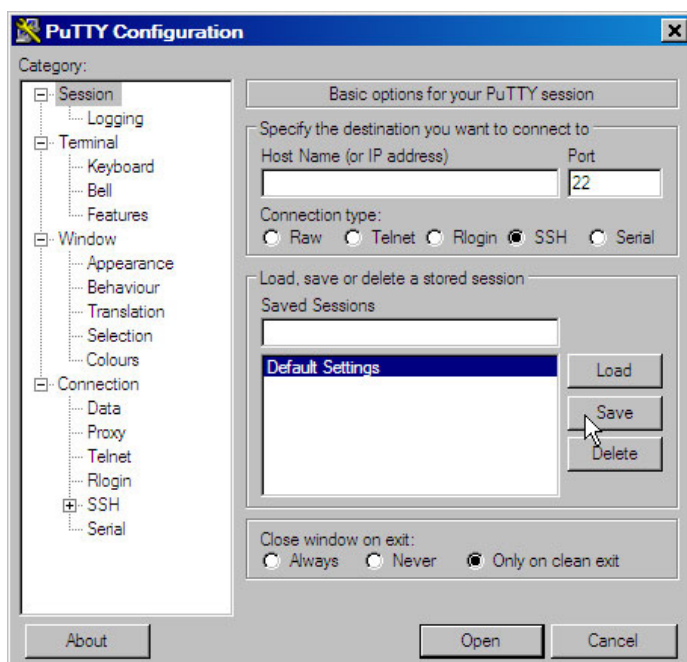 PuTTY Configuration
Category:
Session
Logging
Terminal
Keyboard
Bell
Features
Window
Appearance
Behaviour
Translation
Selection
Colours
Connection
Data
Proxy
Telnet
Rlogin
SSH
Serial
Basic options for your PuTTY session
Specify the destination you want to connect to
Host Name (or IP address) Port
22
Connection type:
Raw Telnet Rlogin SSH Serial
Load, save or delete a stored session
Saved Sessions
Default Settings
Load
Save
Delete
Close window on exit:
Always Never Only on clean exit
About Open Cancel